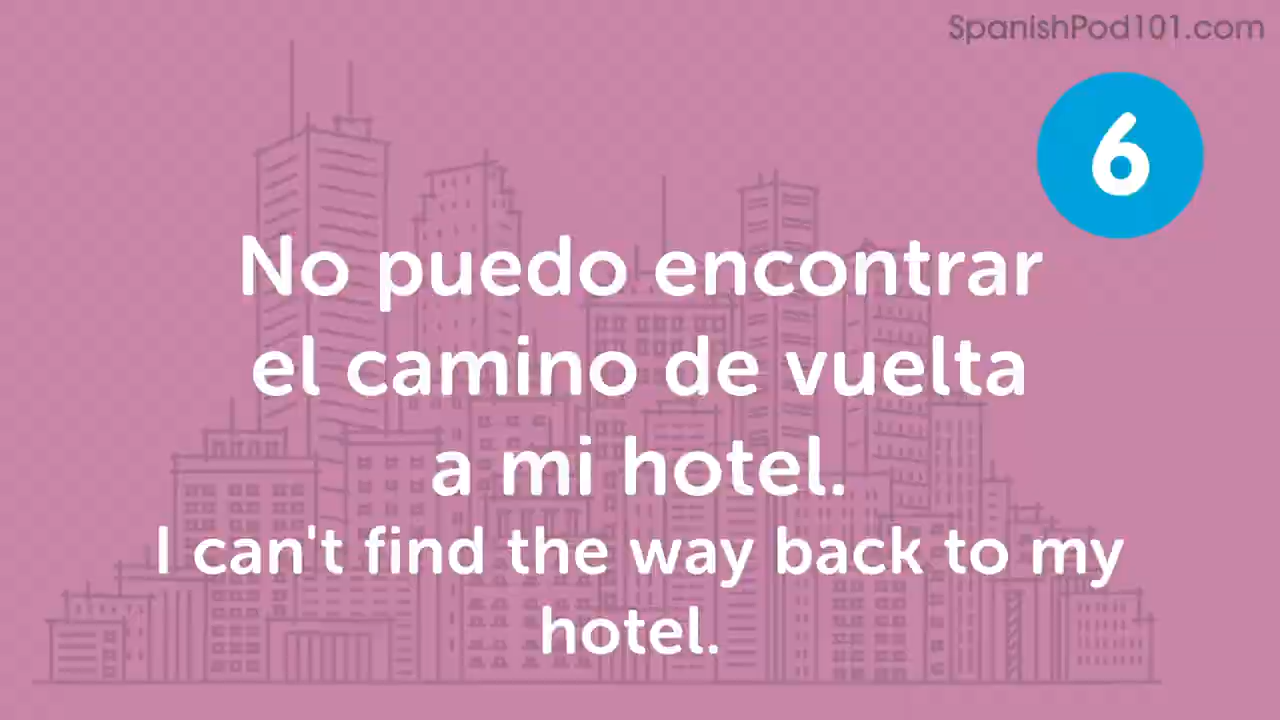 SpanishPod101.com
6
No puedo encontrar
el camino de vuelta
a mi hotel.
I can't find the way back to my
hotel.